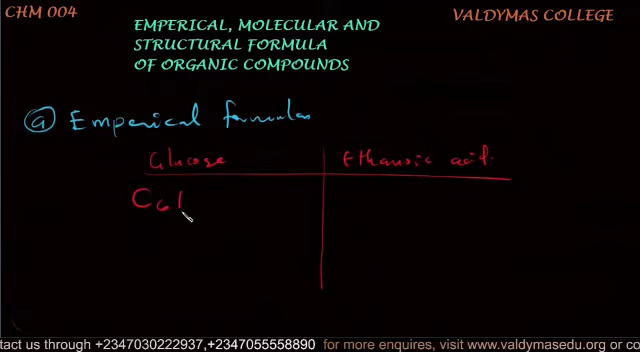 CHM 004
VALDYMAS COLLEGE
EMPERICAL, MOLECULAR AND
STRUCTURAL FORMULA
OF ORGANIC COMPOUNDS
(a) Emperical formulas
Glucose
Ethanoic acid.
C6
tact us through +2347030222937,+2347055558890 for more enquires, visit www.valdymasedu.org or co